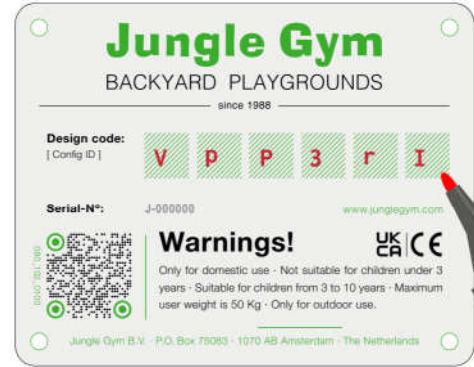 Jungle Gym
BACKYARD PLAYGROUNDS
since 1988
Design code:
[ Config ID ]
V p P 3 r I
Serial-Nº: J-000000 www.junglegym.com
Warnings!
UK CA CE
Only for domestic use · Not suitable for children under 3
years · Suitable for children from 3 to 10 years · Maximum
user weight is 50 Kg · Only for outdoor use.
Jungle Gym B.V. · P.O. Box 75063 · 1070 AB Amsterdam · The Netherlands